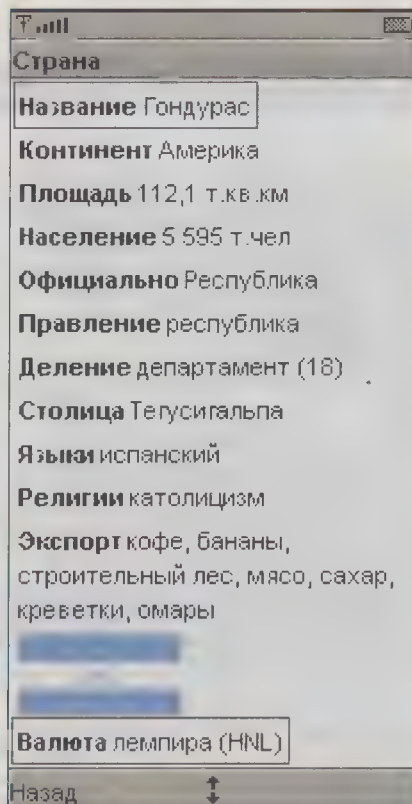 Страна
Название Гондурас
Континент Америка
Площадь 112,1 т.кв.км
Население 5 595 т.чел
Официально Республика
Правление республика
Деление департамент (18)
Столица Тегусигальпа
Языки испанский
Религии католицизм
Экспорт кофе, бананы,
строительный лес, мясо, сахар,
креветки, омары
Валюта лемпира (HNL)
Назад